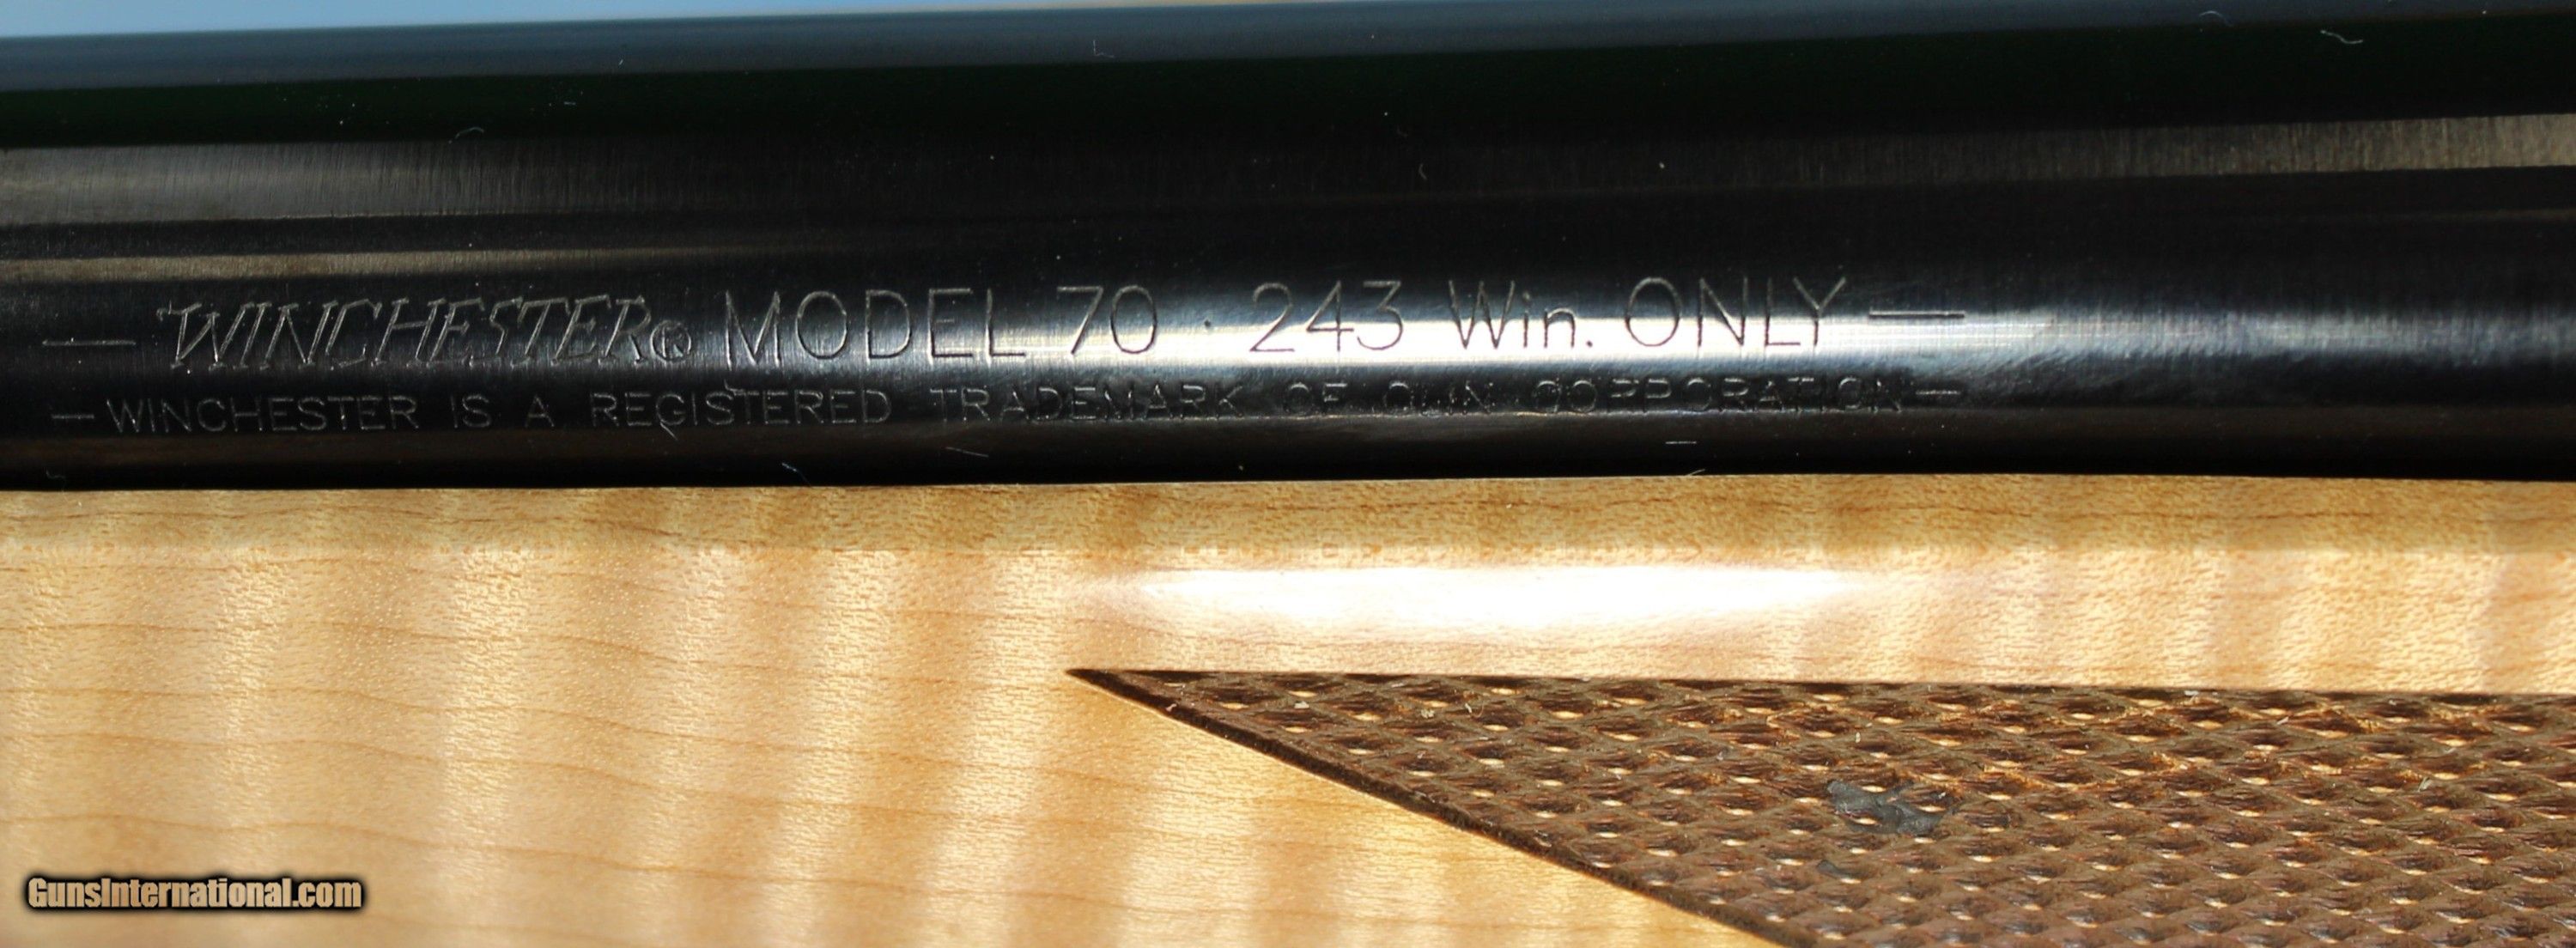 — WINCHESTER® MODEL 70 · 243 Win. ONLY —
— WINCHESTER IS A REGISTERED TRADEMARK OF OLIN CORPORATION —
GunsInternational.com